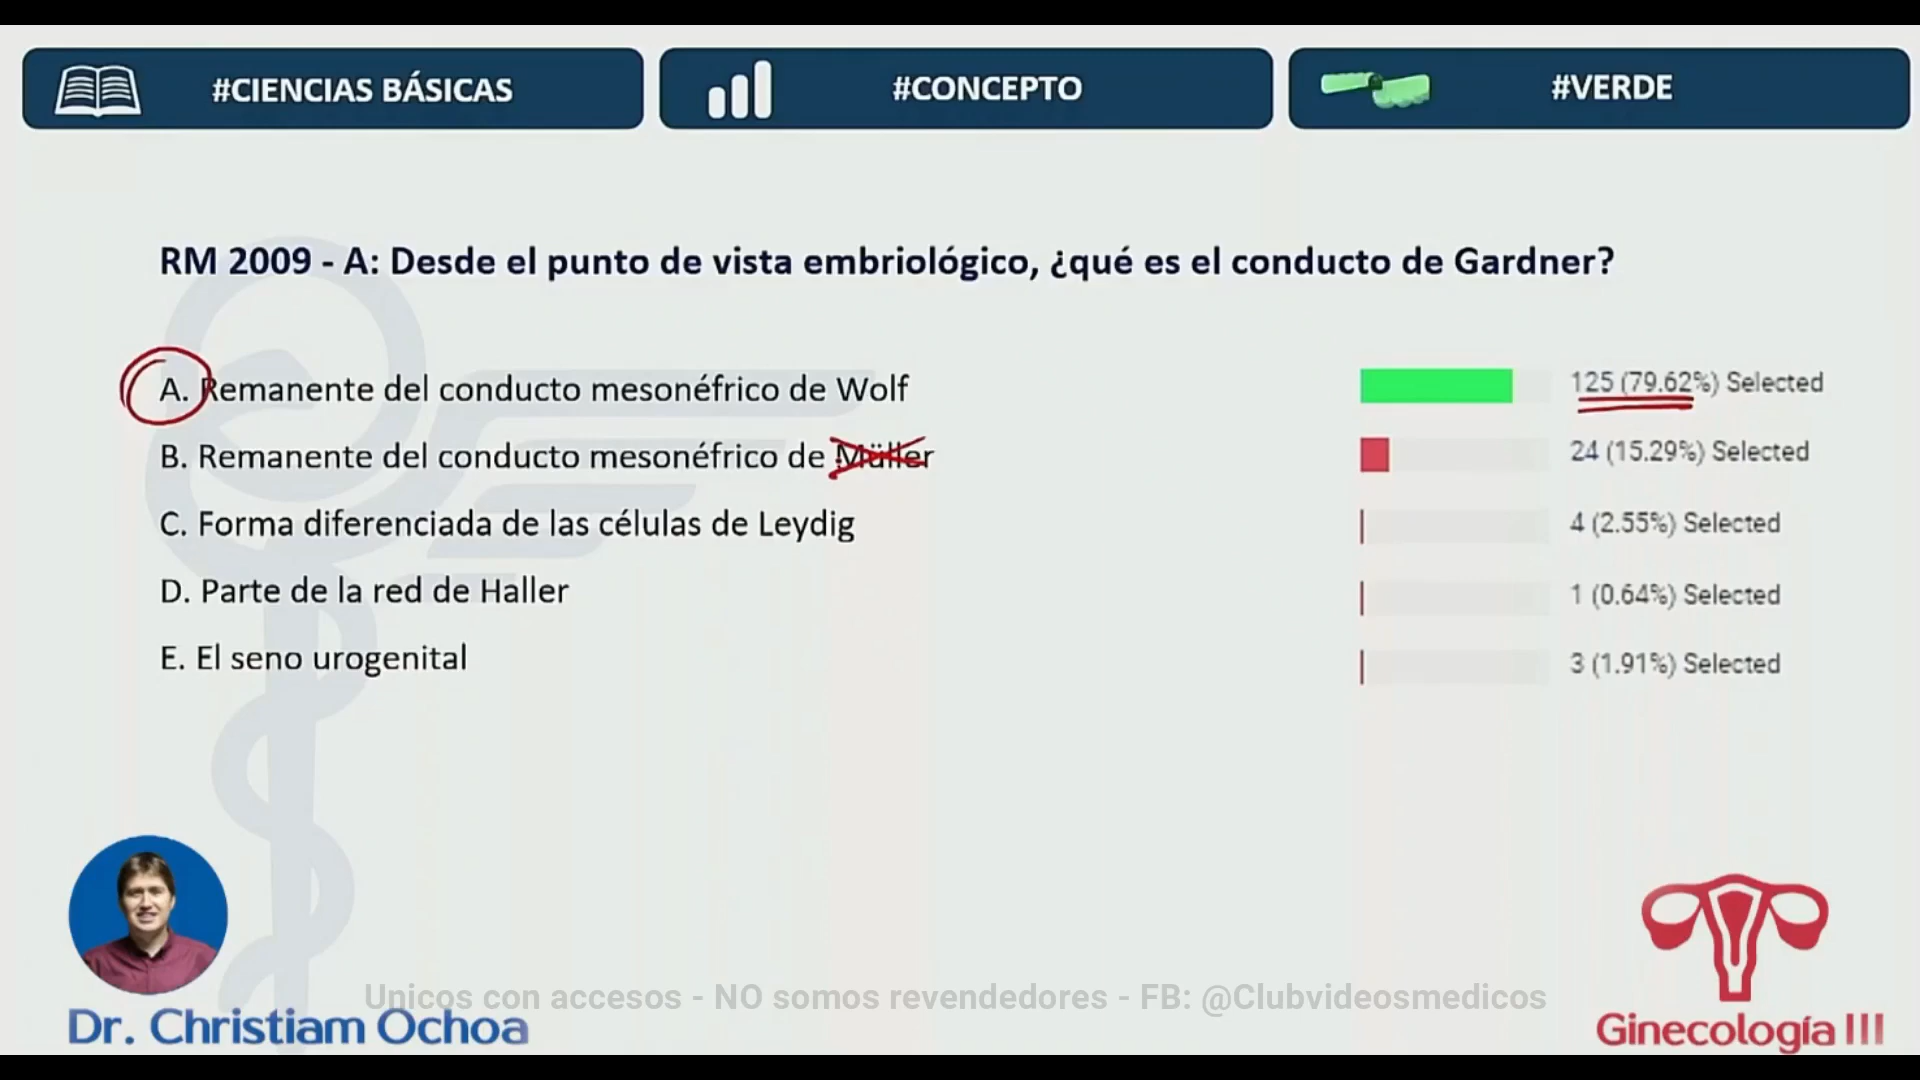 #CIENCIAS BÁSICAS
#CONCEPTO
#VERDE
RM 2009 - A: Desde el punto de vista embriológico, ¿qué es el conducto de Gardner?
A. Remanente del conducto mesonéfrico de Wolf
125 (79.62%) Selected
B. Remanente del conducto mesonéfrico de Müller
24 (15.29%) Selected
C. Forma diferenciada de las células de Leydig
4 (2.55%) Selected
D. Parte de la red de Haller
1 (0.64%) Selected
E. El seno urogenital
3 (1.91%) Selected
Unicos con accesos - NO somos revendedores - FB: @Clubvideosmedicos
Dr. Christiam Ochoa
Ginecología III